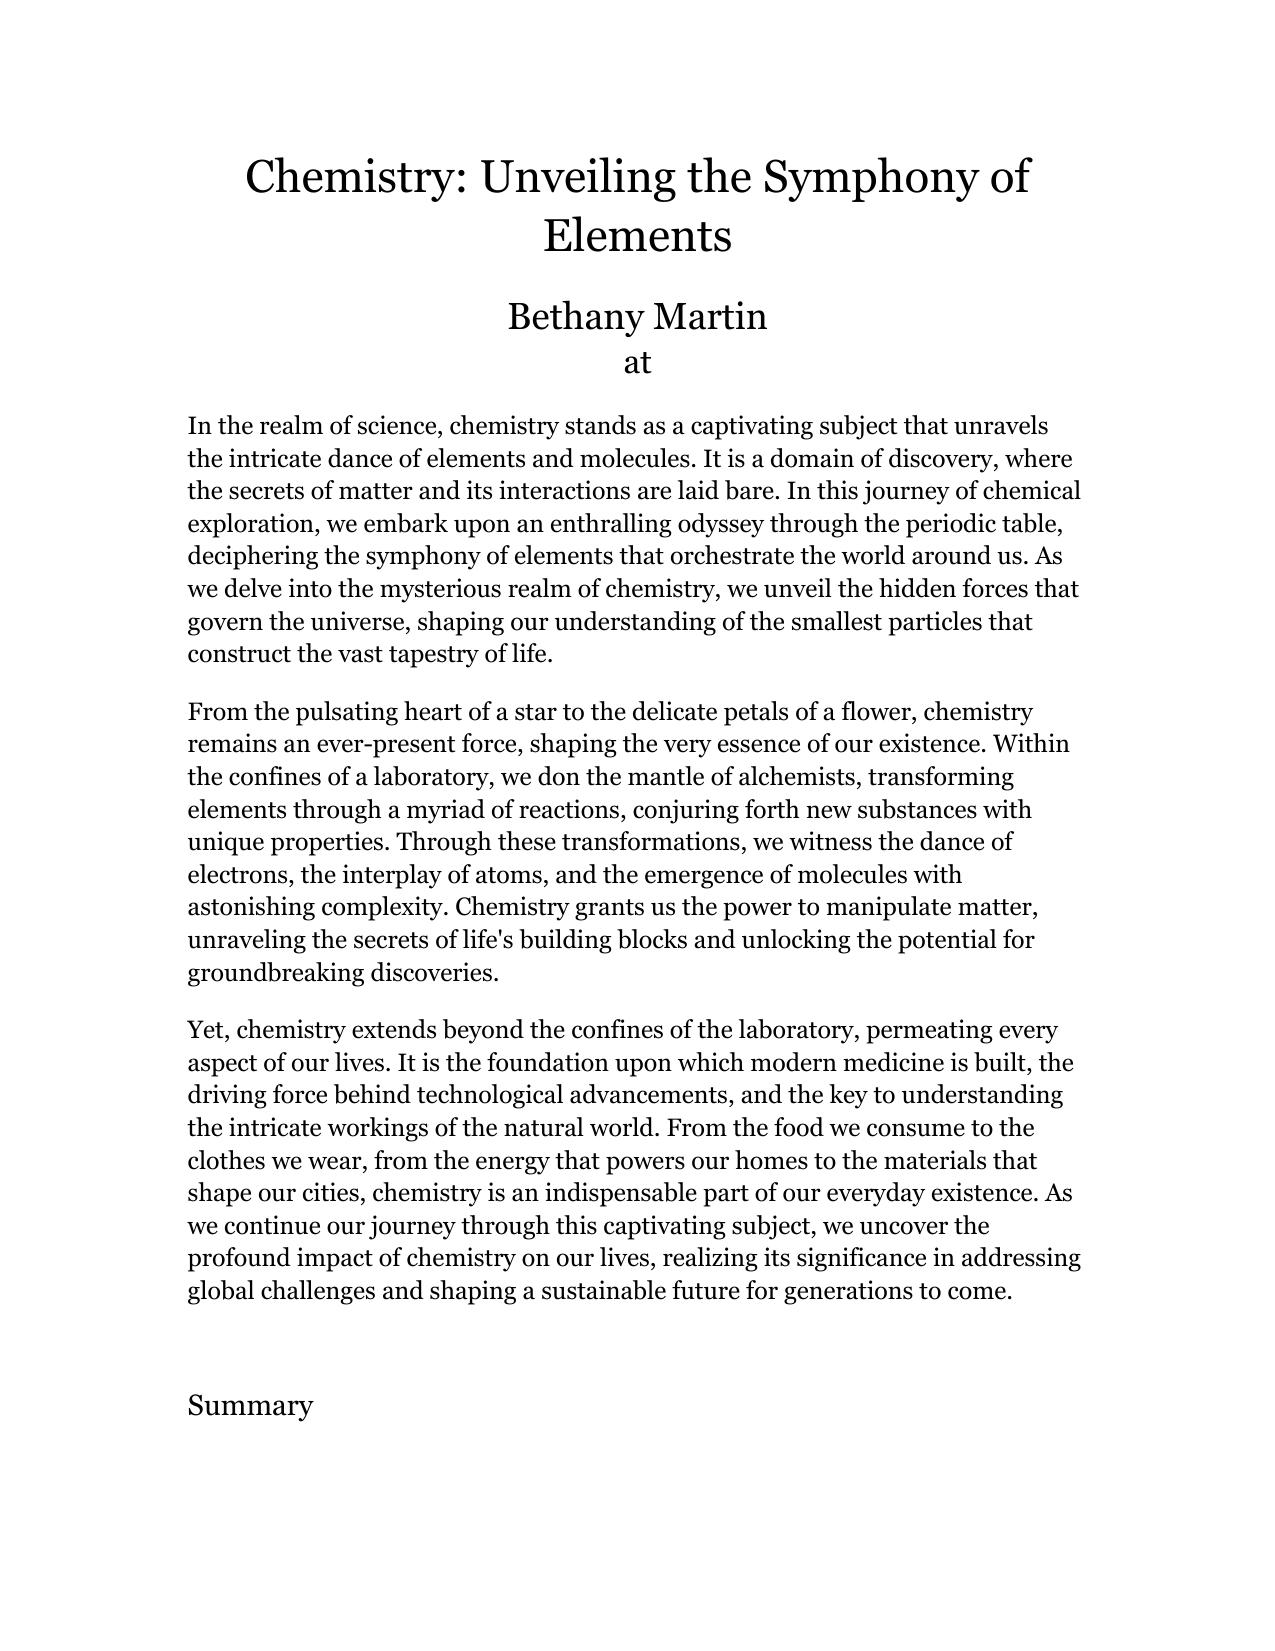 Chemistry: Unveiling the Symphony of
Elements
Bethany Martin
at
In the realm of science, chemistry stands as a captivating subject that unravels
the intricate dance of elements and molecules. It is a domain of discovery, where
the secrets of matter and its interactions are laid bare. In this journey of chemical
exploration, we embark upon an enthralling odyssey through the periodic table,
deciphering the symphony of elements that orchestrate the world around us. As
we delve into the mysterious realm of chemistry, we unveil the hidden forces that
govern the universe, shaping our understanding of the smallest particles that
construct the vast tapestry of life.
From the pulsating heart of a star to the delicate petals of a flower, chemistry
remains an ever-present force, shaping the very essence of our existence. Within
the confines of a laboratory, we don the mantle of alchemists, transforming
elements through a myriad of reactions, conjuring forth new substances with
unique properties. Through these transformations, we witness the dance of
electrons, the interplay of atoms, and the emergence of molecules with
astonishing complexity. Chemistry grants us the power to manipulate matter,
unraveling the secrets of life's building blocks and unlocking the potential for
groundbreaking discoveries.
Yet, chemistry extends beyond the confines of the laboratory, permeating every
aspect of our lives. It is the foundation upon which modern medicine is built, the
driving force behind technological advancements, and the key to understanding
the intricate workings of the natural world. From the food we consume to the
clothes we wear, from the energy that powers our homes to the materials that
shape our cities, chemistry is an indispensable part of our everyday existence. As
we continue our journey through this captivating subject, we uncover the
profound impact of chemistry on our lives, realizing its significance in addressing
global challenges and shaping a sustainable future for generations to come.
Summary